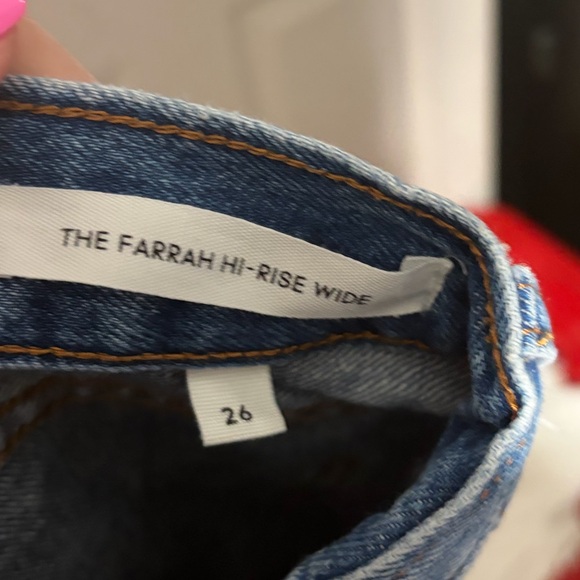 THE FARRAH HI-RISE WIDE
26